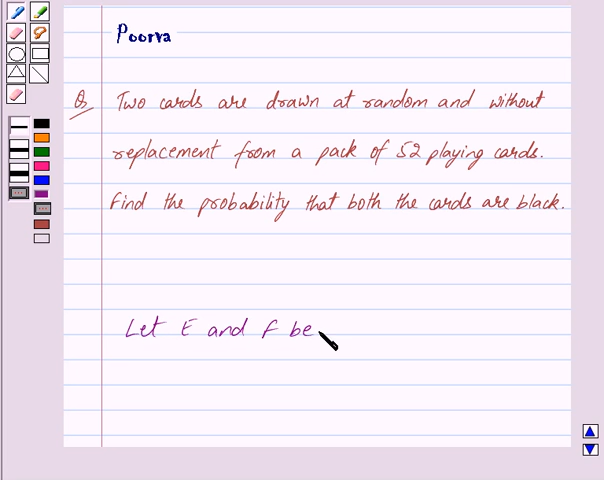 Poorva
Q Two cards are drawn at random and without
replacement from a pack of 52 playing cards.
Find the probability that both the cards are black.
Let E and F be